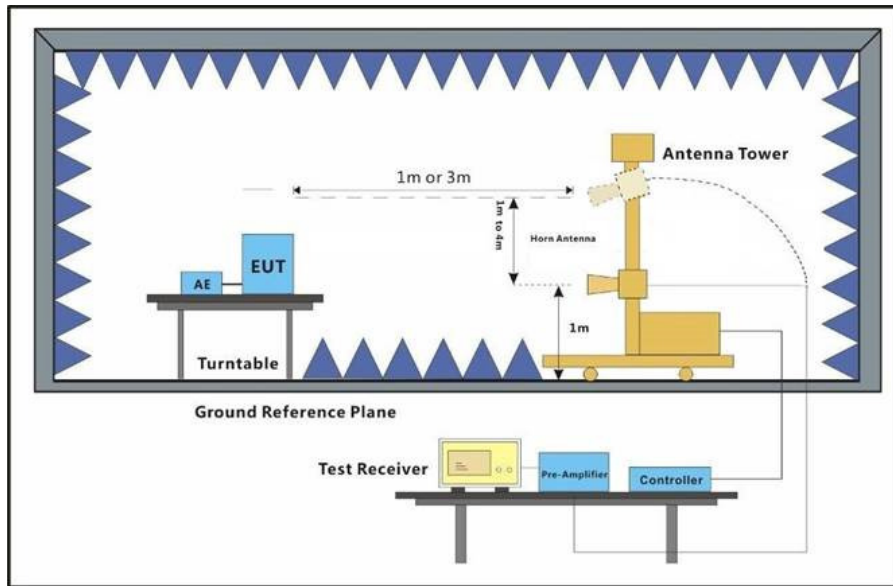 Antenna Tower
1m or 3m
1m to 4m
Horn Antenna
EUT
AE
1m
Turntable
Ground Reference Plane
Test Receiver
Pre-Amplifier
Controller